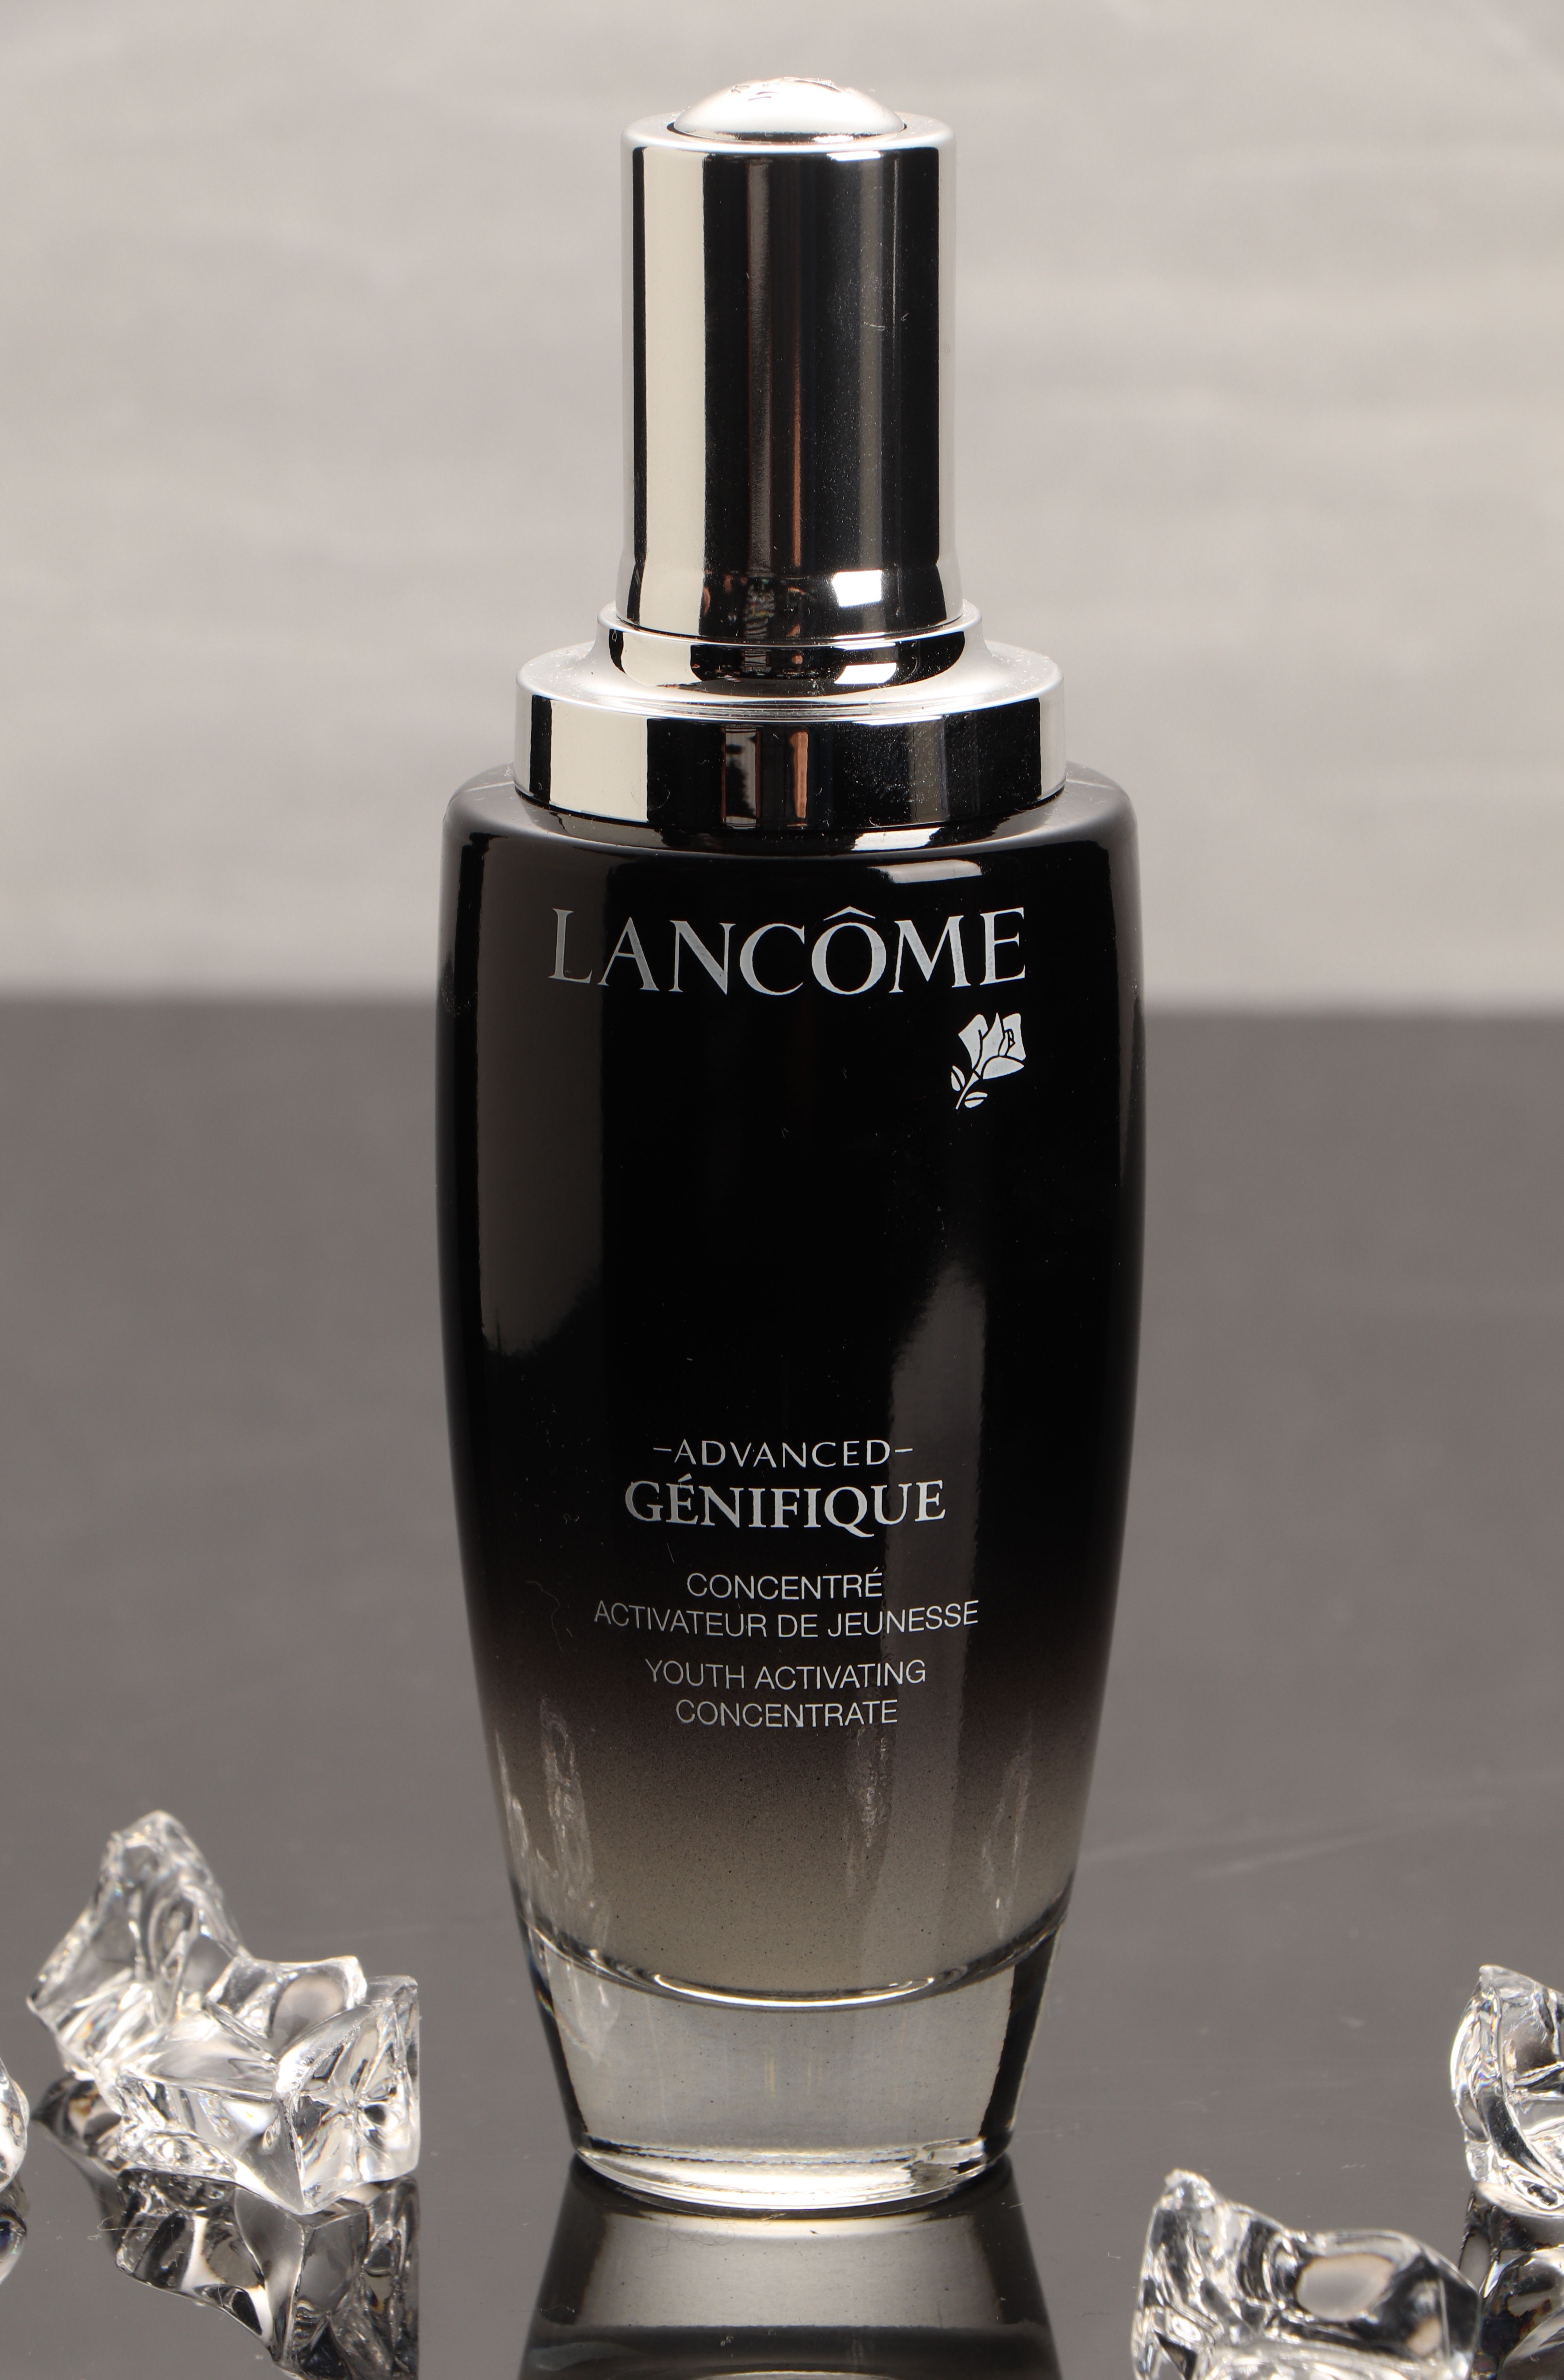 LANCÔME
–ADVANCED–
GÉNIFIQUE
CONCENTRÉ
ACTIVATEUR DE JEUNESSE
YOUTH ACTIVATING
CONCENTRATE